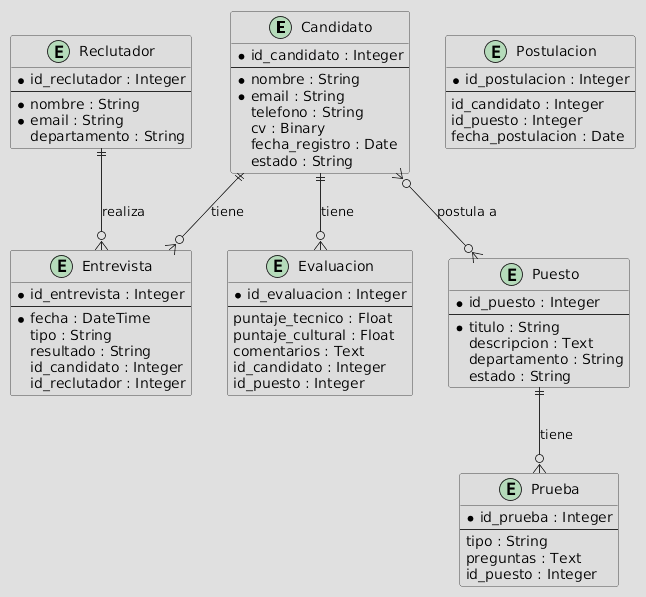 E Reclutador
id_reclutador : Integer
nombre : String
email : String
departamento : String
E Candidato
id_candidato : Integer
nombre : String
email : String
telefono : String
cv : Binary
fecha_registro : Date
estado : String
E Postulacion
id_postulacion : Integer
id_candidato : Integer
id_puesto : Integer
fecha_postulacion : Date
realiza
tiene
tiene
postula a
E Entrevista
id_entrevista : Integer
fecha : DateTime
tipo : String
resultado : String
id_candidato : Integer
id_reclutador : Integer
E Evaluacion
id_evaluacion : Integer
puntaje_tecnico : Float
puntaje_cultural : Float
comentarios : Text
id_candidato : Integer
id_puesto : Integer
E Puesto
id_puesto : Integer
titulo : String
descripcion : Text
departamento : String
estado : String
tiene
E Prueba
id_prueba : Integer
tipo : String
preguntas : Text
id_puesto : Integer